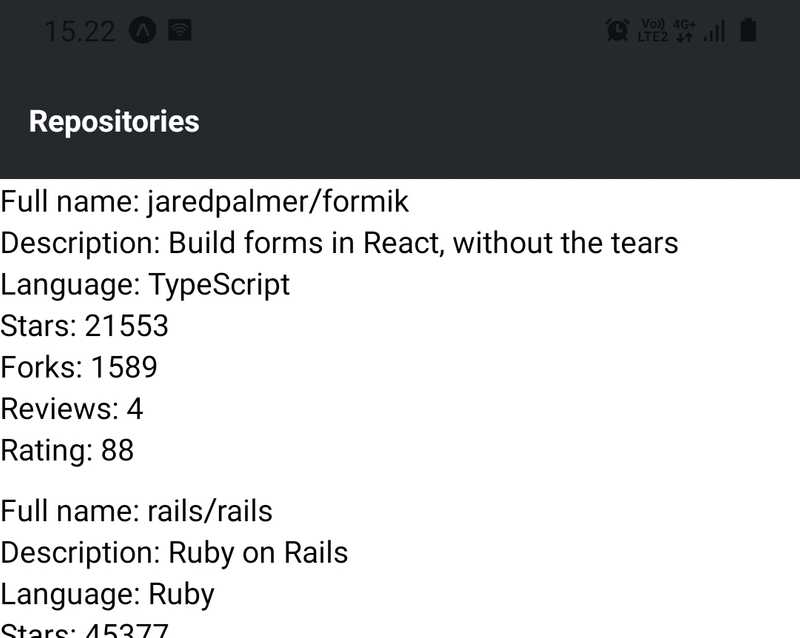 15.22 Vo)) LTE2 4G+
Repositories
Full name: jaredpalmer/formik
Description: Build forms in React, without the tears
Language: TypeScript
Stars: 21553
Forks: 1589
Reviews: 4
Rating: 88
Full name: rails/rails
Description: Ruby on Rails
Language: Ruby
Stars: 45377